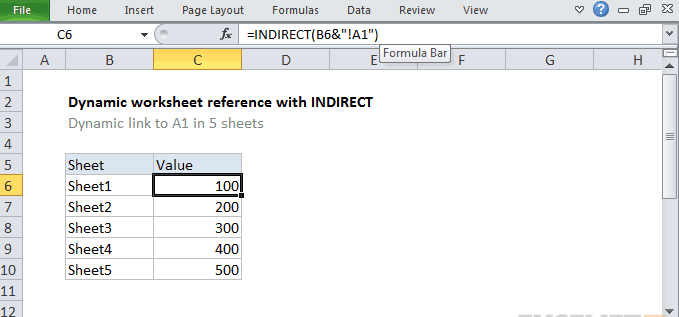 File Home Insert Page Layout Formulas Data Review View
C6 fx =INDIRECT(B6&"!A1")
Formula Bar
A B C D E F G H
1
2 Dynamic worksheet reference with INDIRECT
3 Dynamic link to A1 in 5 sheets
4
5 Sheet Value
6 Sheet1 100
7 Sheet2 200
8 Sheet3 300
9 Sheet4 400
10 Sheet5 500
11
12